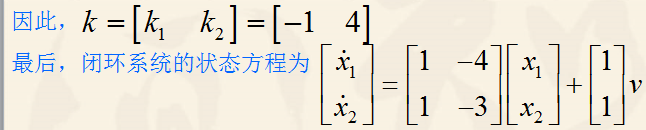 因此，k = [k₁ k₂] = [−1 4]
最后，闭环系统的状态方程为 [ẋ₁ ẋ₂] = [1 −4 1 −3][x₁ x₂] + [1 1]v